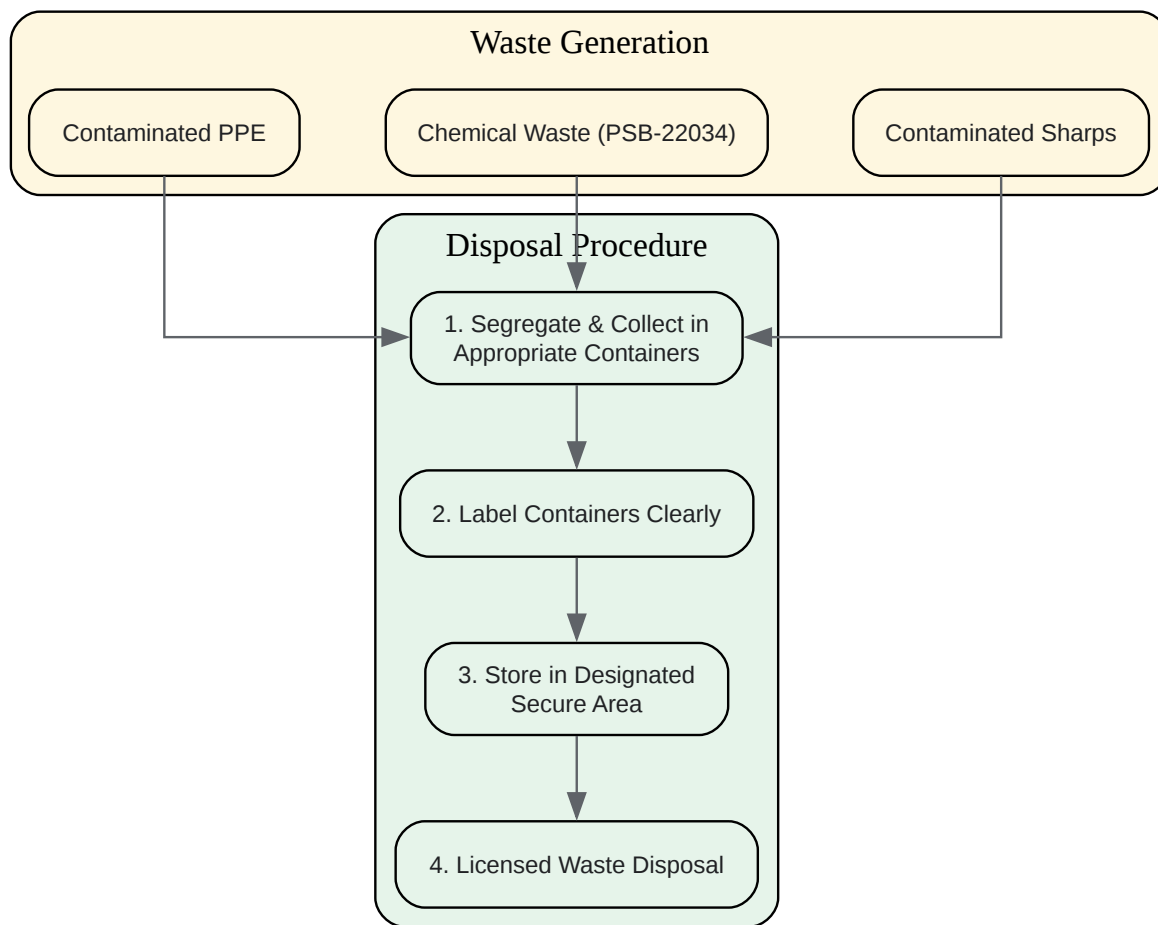 Waste Generation
Contaminated PPE
Chemical Waste (PSB-22034)
Contaminated Sharps
Disposal Procedure
1. Segregate & Collect in
Appropriate Containers
2. Label Containers Clearly
3. Store in Designated
Secure Area
4. Licensed Waste Disposal